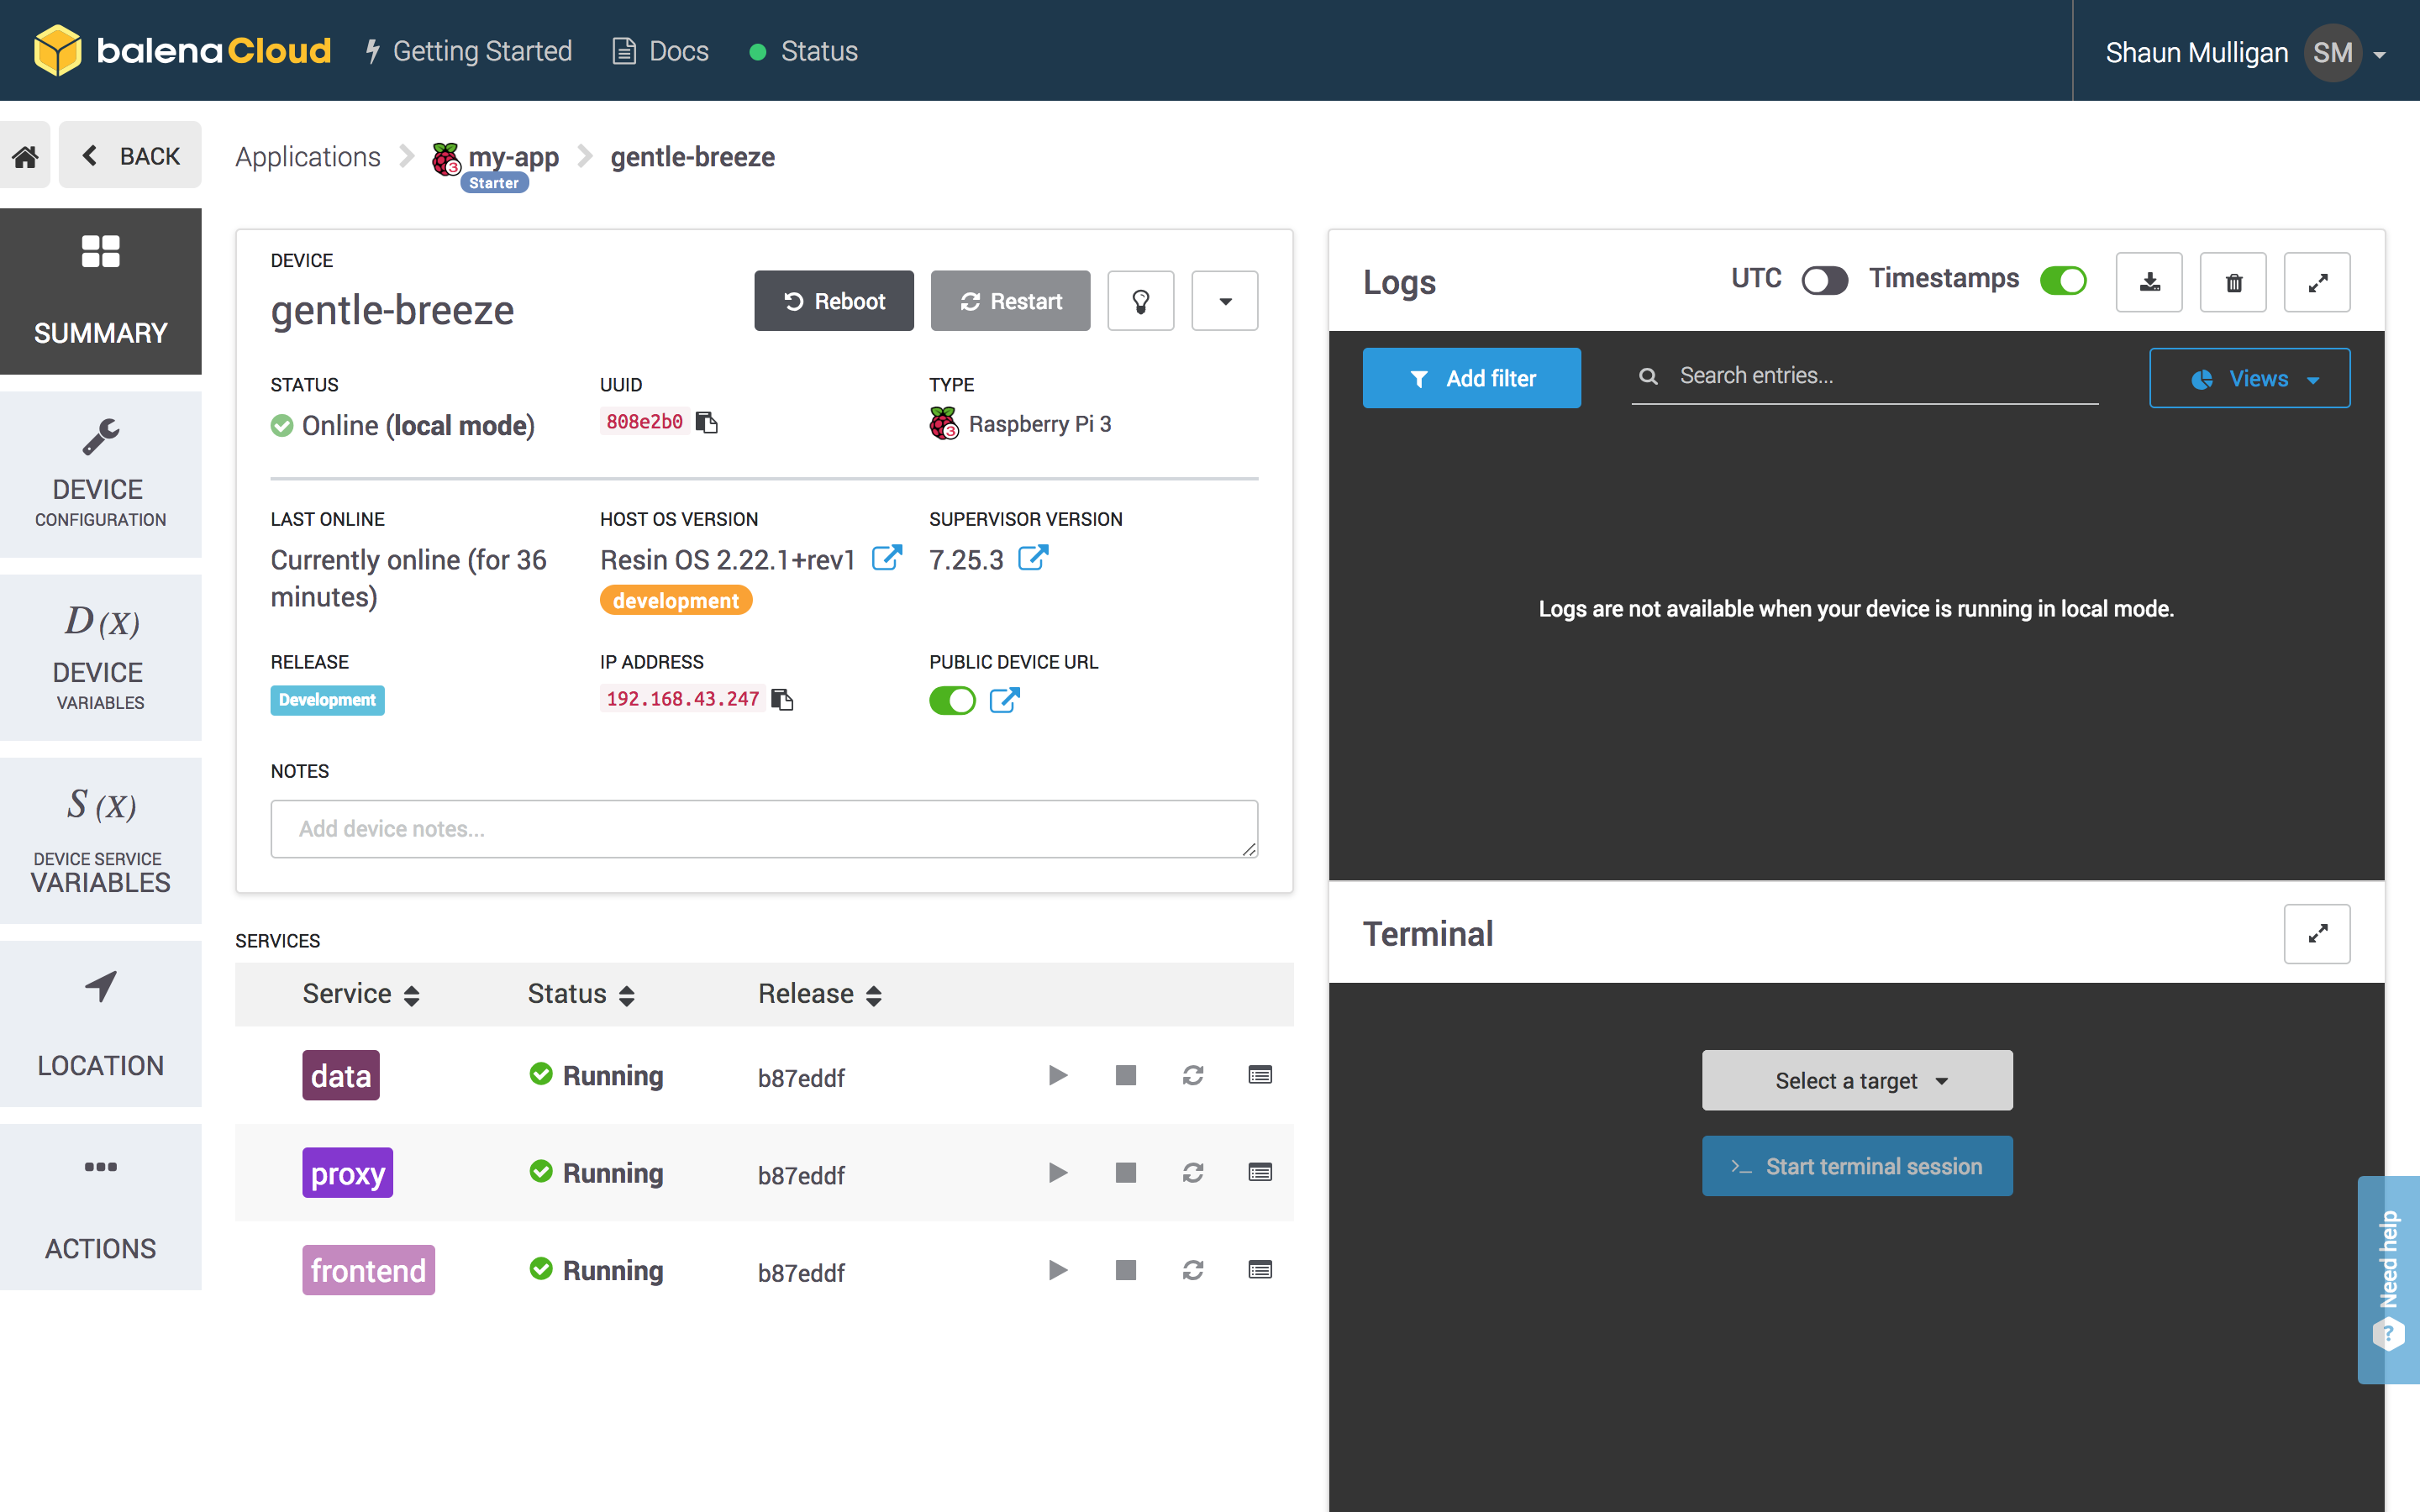 balenaCloud Getting Started Docs Status Shaun Mulligan SM
BACK Applications my-app gentle-breeze
Starter
SUMMARY
DEVICE
CONFIGURATION
D (X)
DEVICE
VARIABLES
S (X)
DEVICE SERVICE
VARIABLES
LOCATION
ACTIONS
DEVICE
gentle-breeze Reboot Restart
STATUS UUID TYPE
Online (local mode) 808e2b0 3 Raspberry Pi 3
LAST ONLINE HOST OS VERSION SUPERVISOR VERSION
Currently online (for 36 Resin OS 2.22.1+rev1 7.25.3
minutes) development
RELEASE IP ADDRESS PUBLIC DEVICE URL
Development 192.168.43.247
NOTES
Add device notes...
SERVICES
Service Status Release
data Running b87eddf
proxy Running b87eddf
frontend Running b87eddf
Logs UTC Timestamps
Add filter Search entries... Views
Logs are not available when your device is running in local mode.
Terminal
Select a target
>_ Start terminal session
Need help ?